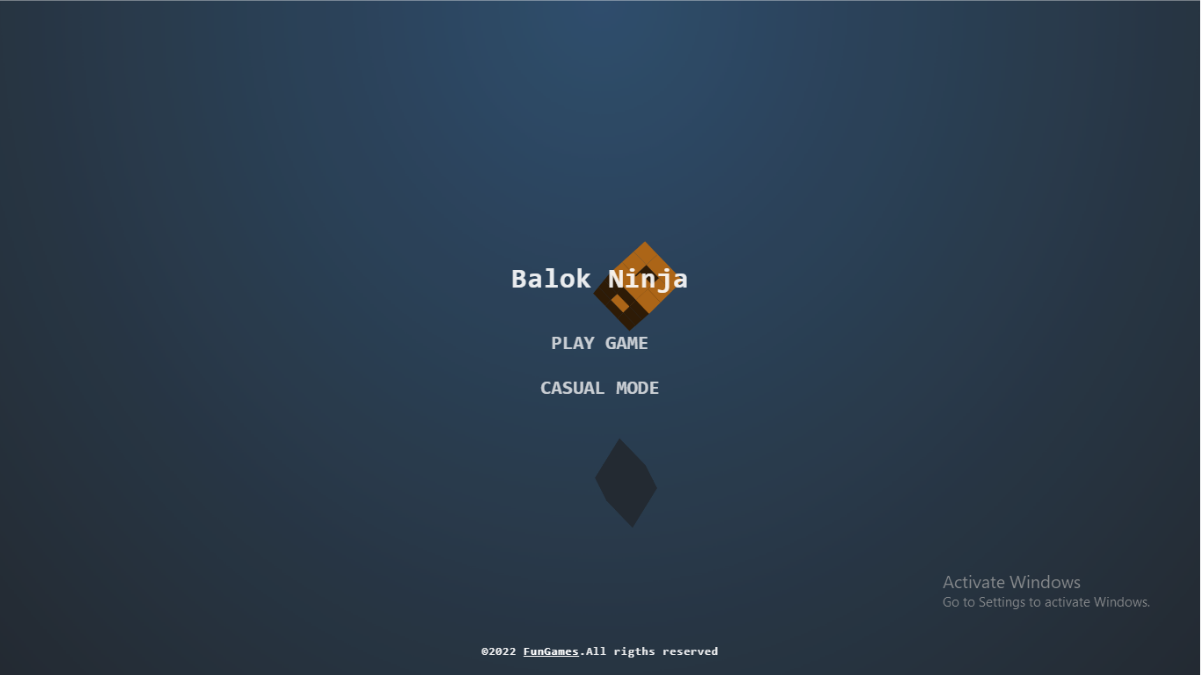 Balok Ninja
PLAY GAME
CASUAL MODE
Activate Windows
Go to Settings to activate Windows.
©2022 FunGames.All rigths reserved